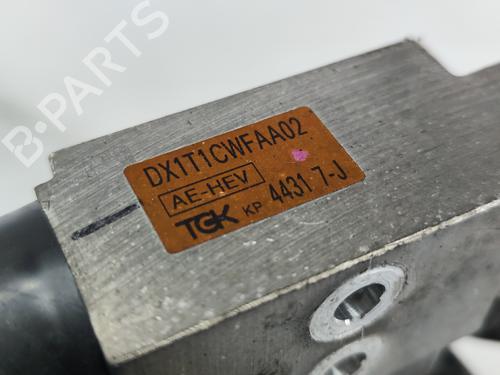 B-PARTS
DX1T1CWFAA02
AE-HEV
TGK KP 4431 7-J